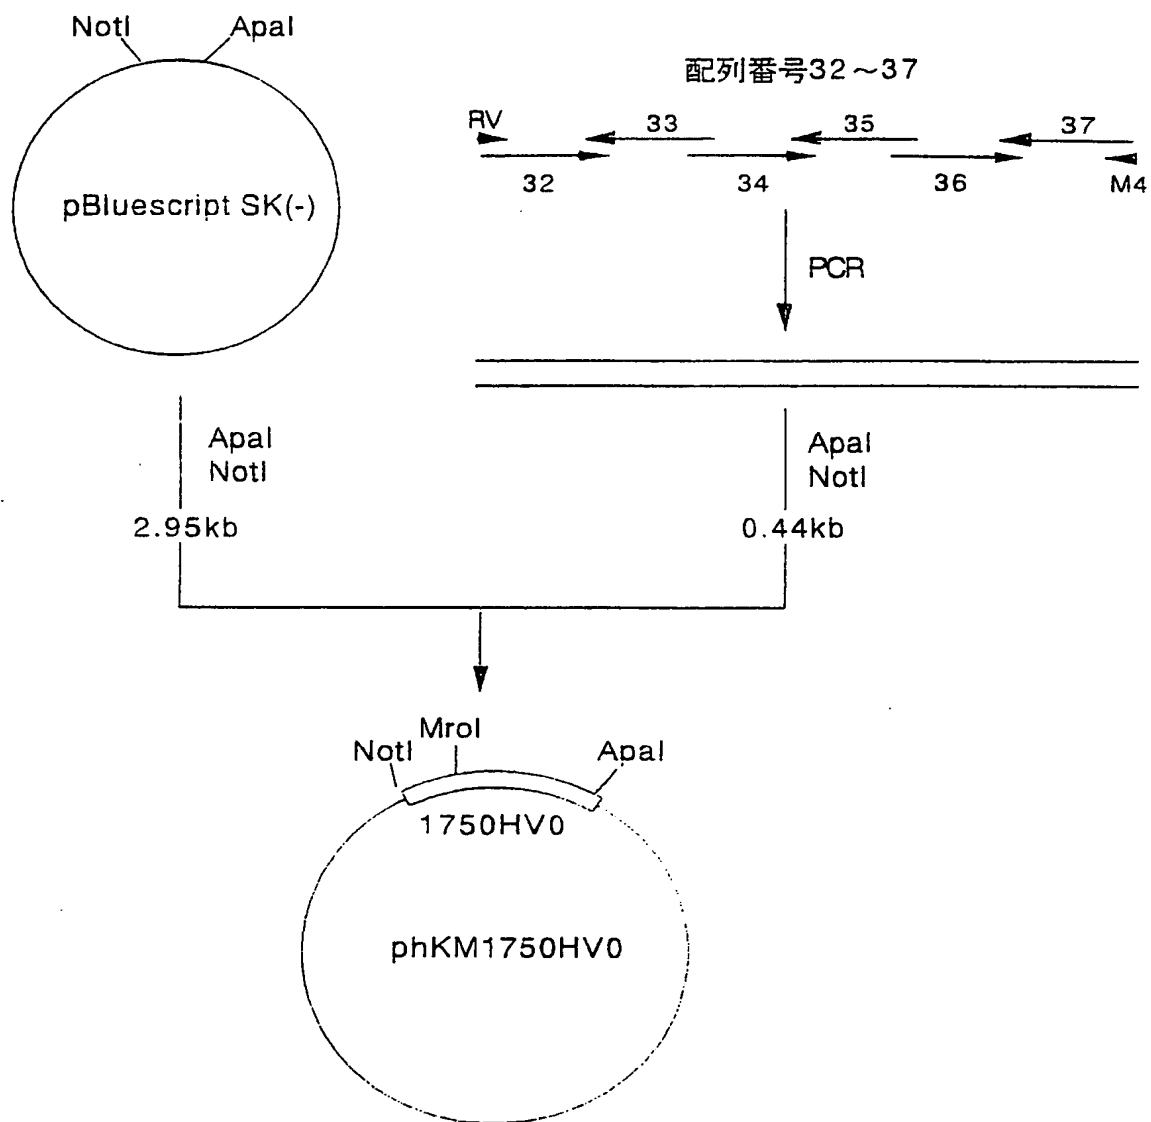 NotI
ApaI
pBluescript SK(-)
配列番号32～37
RV
33
35
37
32
34
36
M4
PCR
ApaI
NotI
2.95kb
ApaI
NotI
0.44kb
NotI
MroI
ApaI
1750HV0
phKM1750HV0